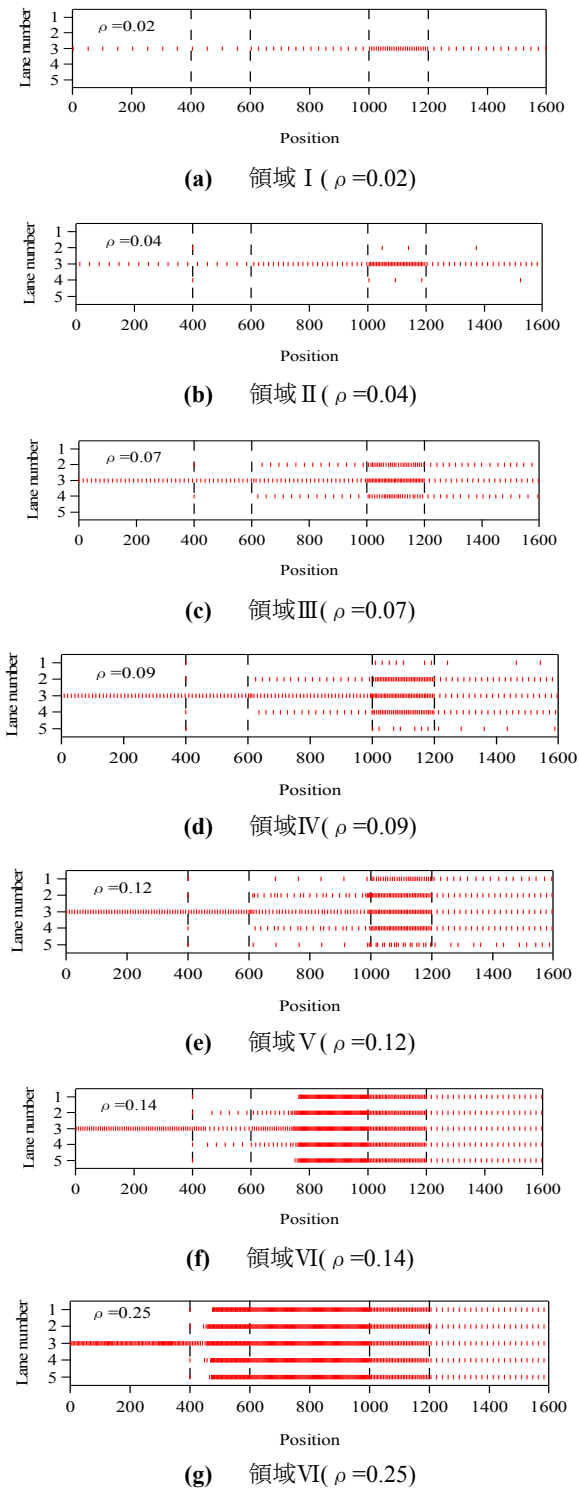 Lane number
1
2
3
4
5
ρ =0.02
0 200 400 600 800 1000 1200 1400 1600
Position
(a) 領域Ⅰ( ρ =0.02)
Lane number
1
2
3
4
5
ρ =0.04
0 200 400 600 800 1000 1200 1400 1600
Position
(b) 領域Ⅱ( ρ =0.04)
Lane number
1
2
3
4
5
ρ =0.07
0 200 400 600 800 1000 1200 1400 1600
Position
(c) 領域Ⅲ( ρ =0.07)
Lane number
1
2
3
4
5
ρ =0.09
0 200 400 600 800 1000 1200 1400 1600
Position
(d) 領域Ⅳ( ρ =0.09)
Lane number
1
2
3
4
5
ρ =0.12
0 200 400 600 800 1000 1200 1400 1600
Position
(e) 領域Ⅴ( ρ =0.12)
Lane number
1
2
3
4
5
ρ =0.14
0 200 400 600 800 1000 1200 1400 1600
Position
(f) 領域Ⅵ( ρ =0.14)
Lane number
1
2
3
4
5
ρ =0.25
0 200 400 600 800 1000 1200 1400 1600
Position
(g) 領域Ⅵ( ρ =0.25)